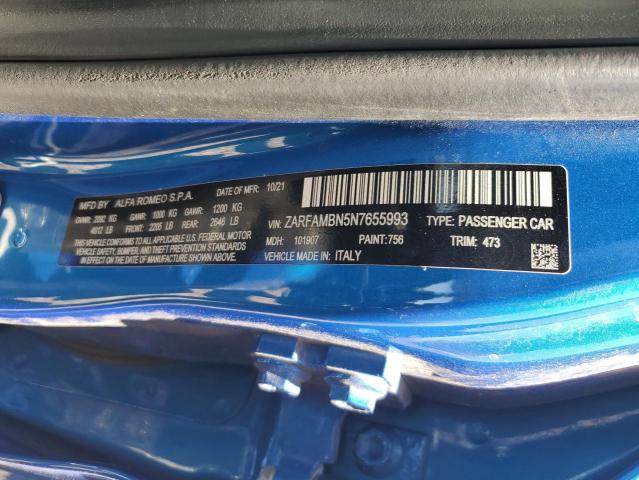 MFD BY: ALFA ROMEO S.P.A. DATE OF MFR: 10/21
GVWR: 2092 KG GAWR: 1000 KG GAWR: 1200 KG
4612 LB FRONT: 2205 LB REAR: 2646 LB
THIS VEHICLE CONFORMS TO ALL APPLICABLE U.S. FEDERAL MOTOR
VEHICLE SAFETY, BUMPER, AND THEFT PREVENTION STANDARDS
IN EFFECT ON THE DATE OF MANUFACTURE SHOWN ABOVE.
VIN: ZARFAMBN5N7655993 TYPE: PASSENGER CAR
MDH: 101907 PAINT:756 TRIM: 473
VEHICLE MADE IN: ITALY